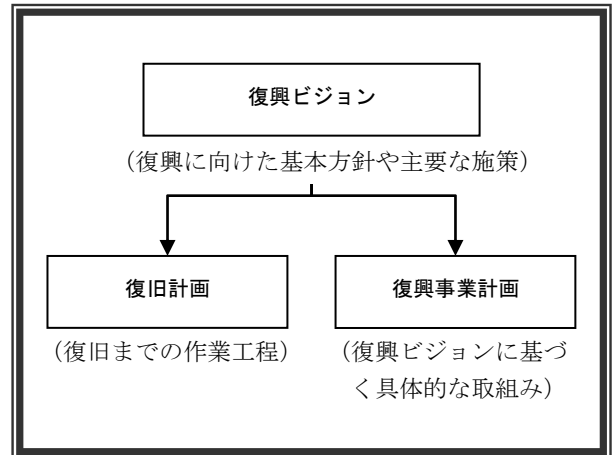 復興ビジョン
（復興に向けた基本方針や主要な施策）
復旧計画
（復旧までの作業工程）
復興事業計画
（復興ビジョンに基づ
く具体的な取組み）